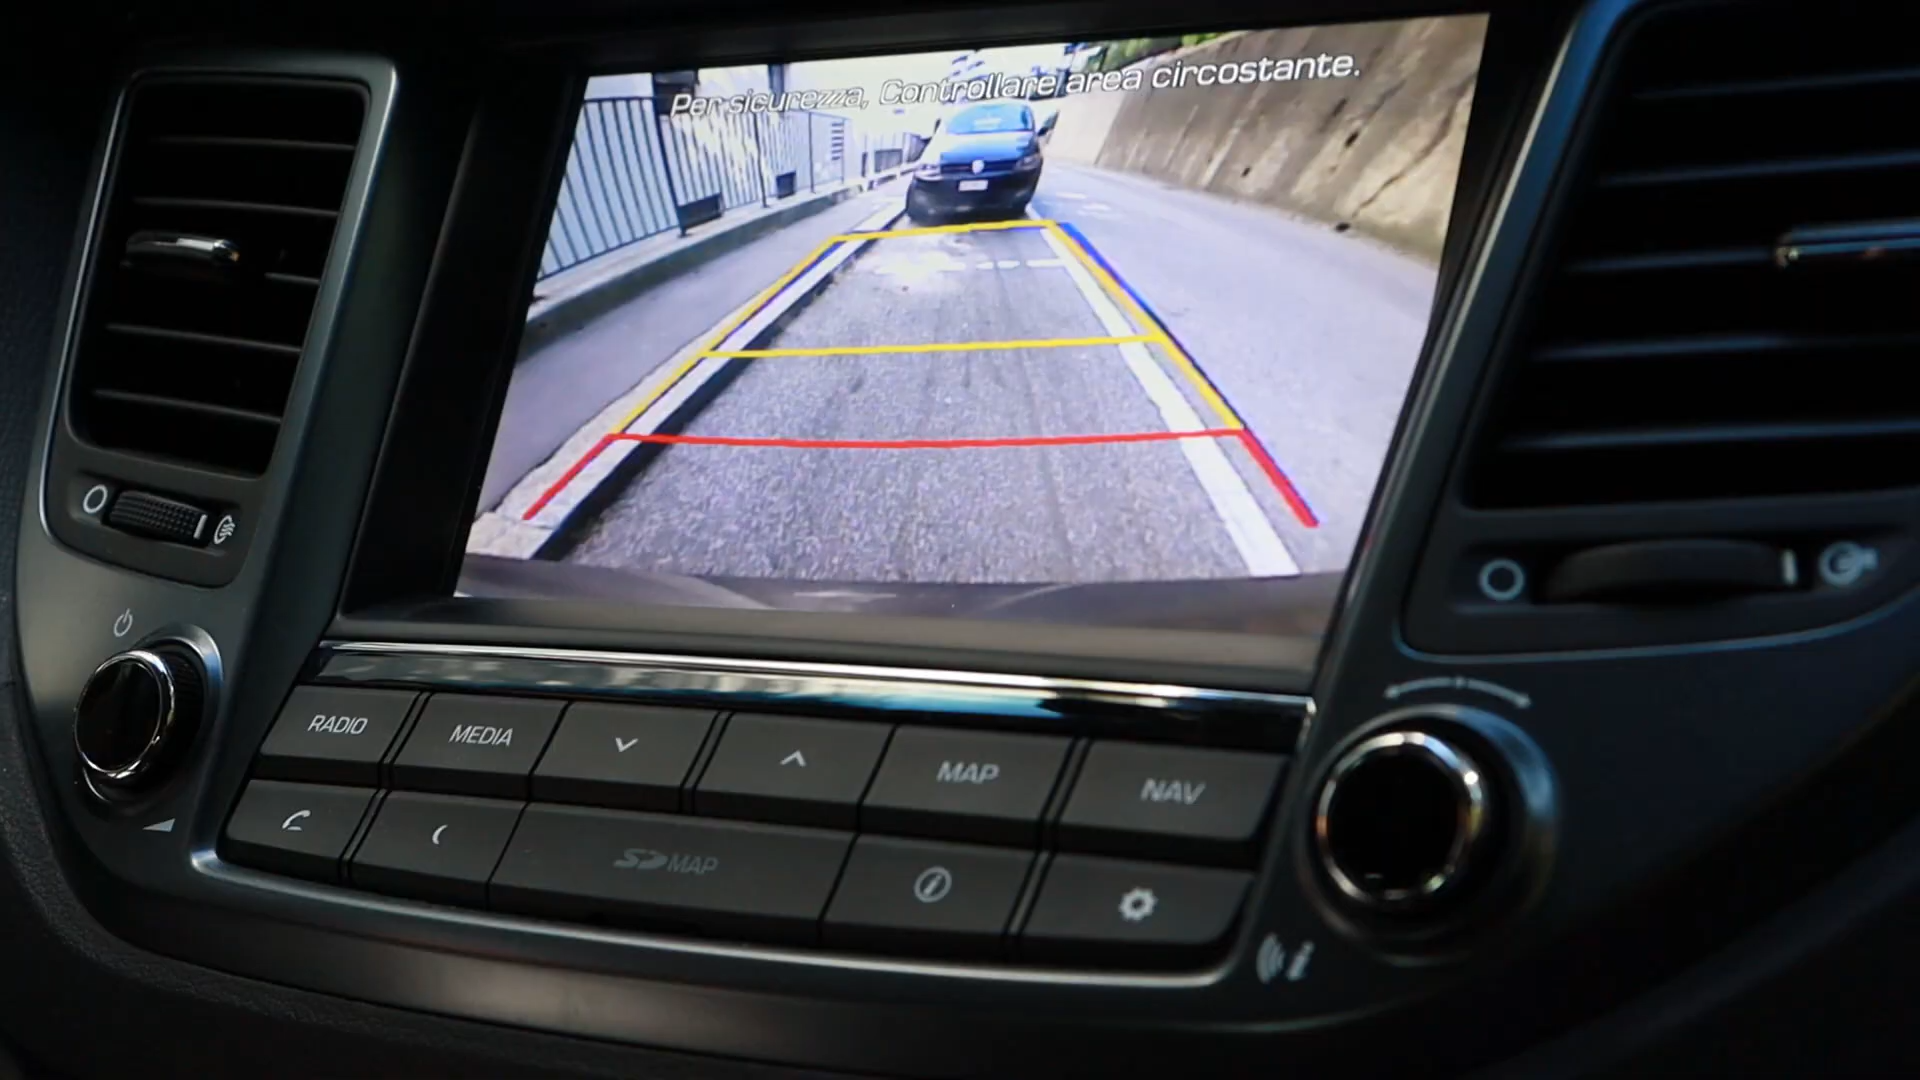 Per sicurezza, Controllare area circostante.
RADIO
MEDIA
MAP
NAV
SD MAP
i
i